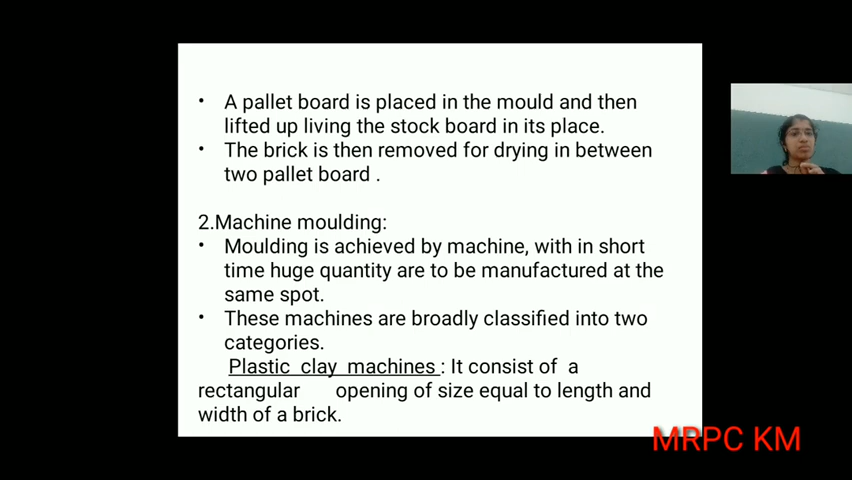 • A pallet board is placed in the mould and then
lifted up living the stock board in its place.
• The brick is then removed for drying in between
two pallet board .
2.Machine moulding:
• Moulding is achieved by machine, with in short
time huge quantity are to be manufactured at the
same spot.
• These machines are broadly classified into two
categories.
Plastic clay machines : It consist of a
rectangular opening of size equal to length and
width of a brick.
MRPC KM